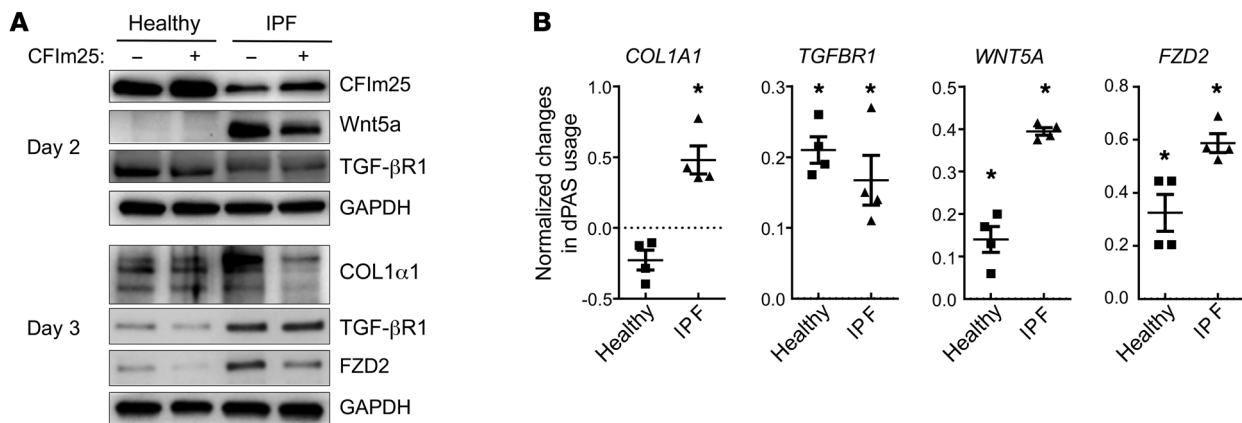 A
Healthy IPF
CFIm25: – + – +
CFIm25
Day 2
Wnt5a
TGF-βR1
GAPDH
COL1α1
Day 3
TGF-βR1
FZD2
GAPDH
B
Normalized changes
in dPAS usage
COL1A1
1.0
0.5
0.0
-0.5
*
Healthy
IPF
TGFBR1
0.3
0.2
0.1
0.0
* *
Healthy
IPF
WNT5A
0.5
0.4
0.3
0.2
0.1
0.0
* *
Healthy
IPF
FZD2
0.8
0.6
0.4
0.2
0.0
* *
Healthy
IPF